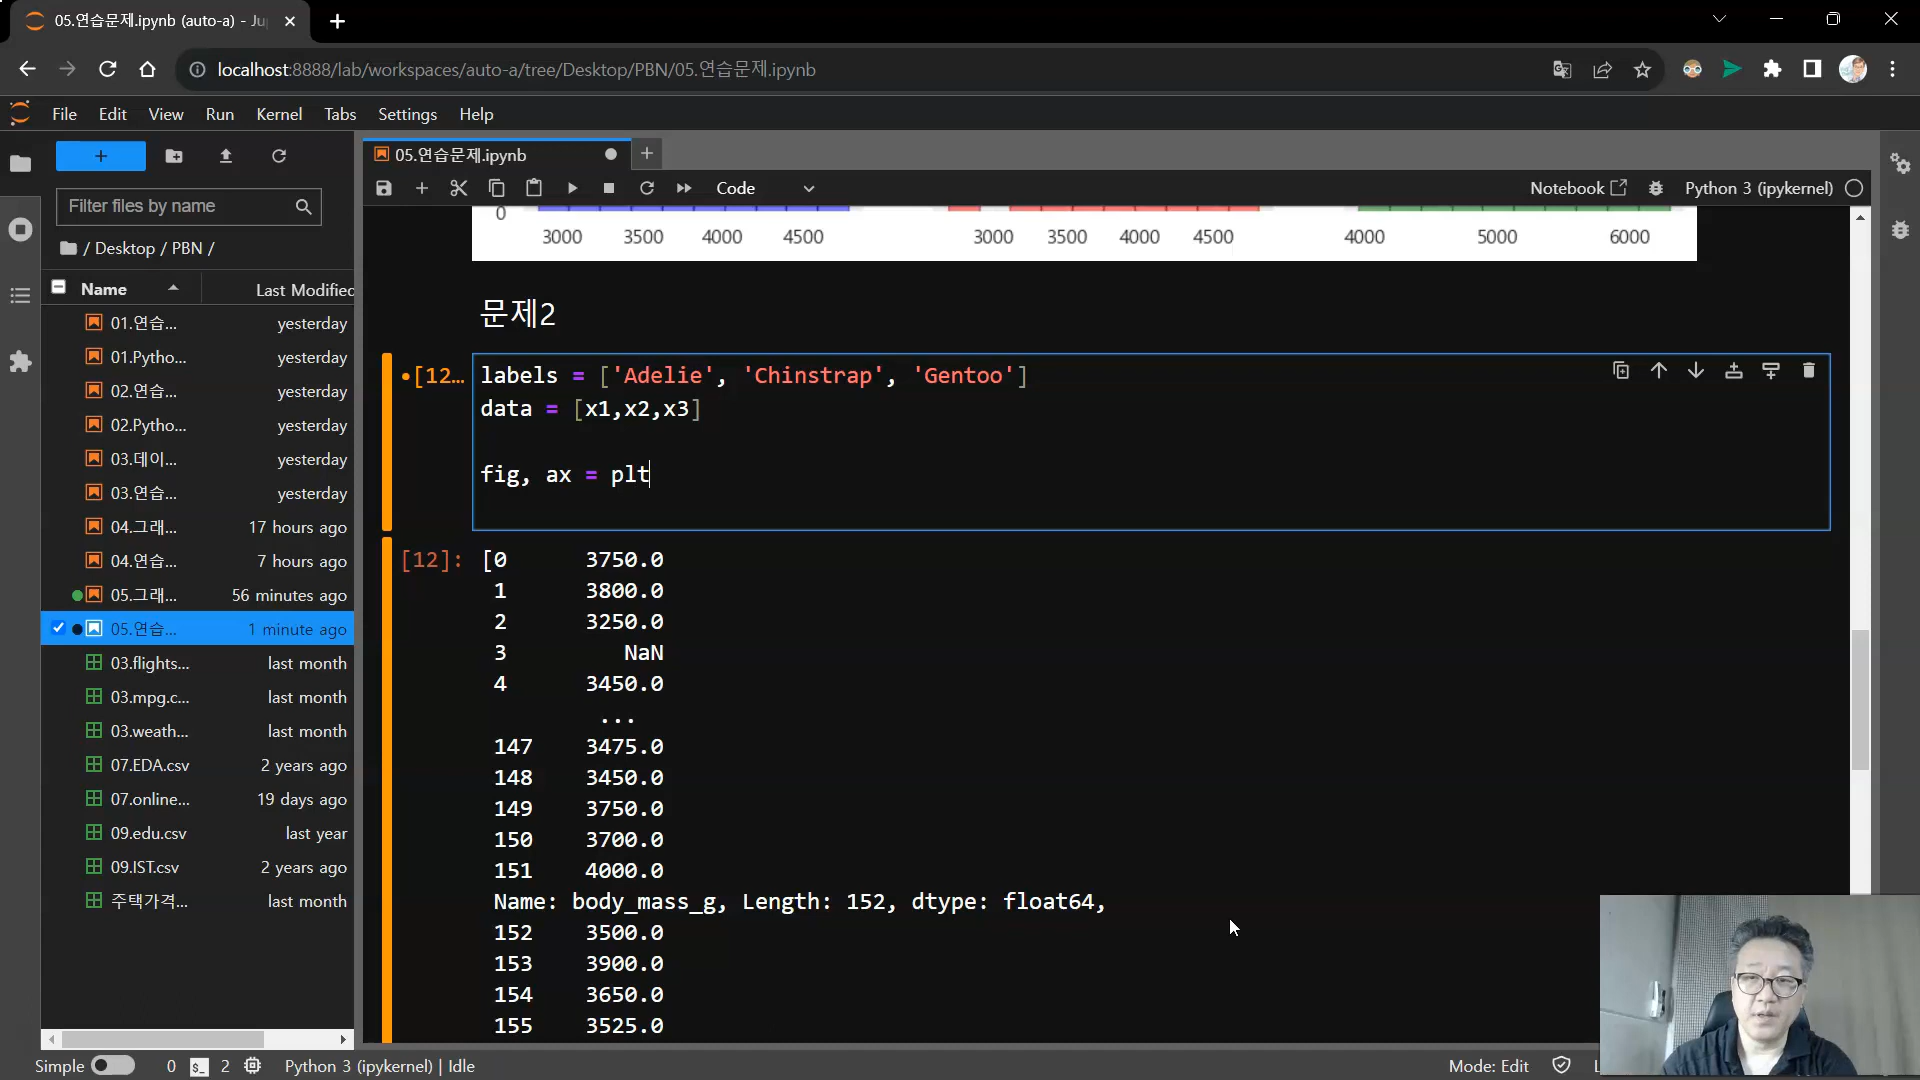 05.연습문제.ipynb (auto-a) - Ju
localhost:8888/lab/workspaces/auto-a/tree/Desktop/PBN/05.연습문제.ipynb
File Edit View Run Kernel Tabs Settings Help
Filter files by name
/ Desktop / PBN /
Name Last Modified
01.연습... yesterday
01.Pytho... yesterday
02.연습... yesterday
02.Pytho... yesterday
03.데이... yesterday
03.연습... yesterday
04.그래... 17 hours ago
04.연습... 7 hours ago
05.그래... 56 minutes ago
05.연습... 1 minute ago
03.flights... last month
03.mpg.c... last month
03.weath... last month
07.EDA.csv 2 years ago
07.online... 19 days ago
09.edu.csv last year
09.IST.csv 2 years ago
주택가격... last month
05.연습문제.ipynb
Code
Notebook
Python 3 (ipykernel)
0
3000 3500 4000 4500 3000 3500 4000 4500 4000 5000 6000
문제2
[12…
labels = ['Adelie', 'Chinstrap', 'Gentoo']
data = [x1,x2,x3]
fig, ax = plt
[12]: [0 3750.0
1 3800.0
2 3250.0
3 NaN
4 3450.0
...
147 3475.0
148 3450.0
149 3750.0
150 3700.0
151 4000.0
Name: body_mass_g, Length: 152, dtype: float64,
152 3500.0
153 3900.0
154 3650.0
155 3525.0
Simple 0 $_ 2 Python 3 (ipykernel) | Idle
Mode: Edit